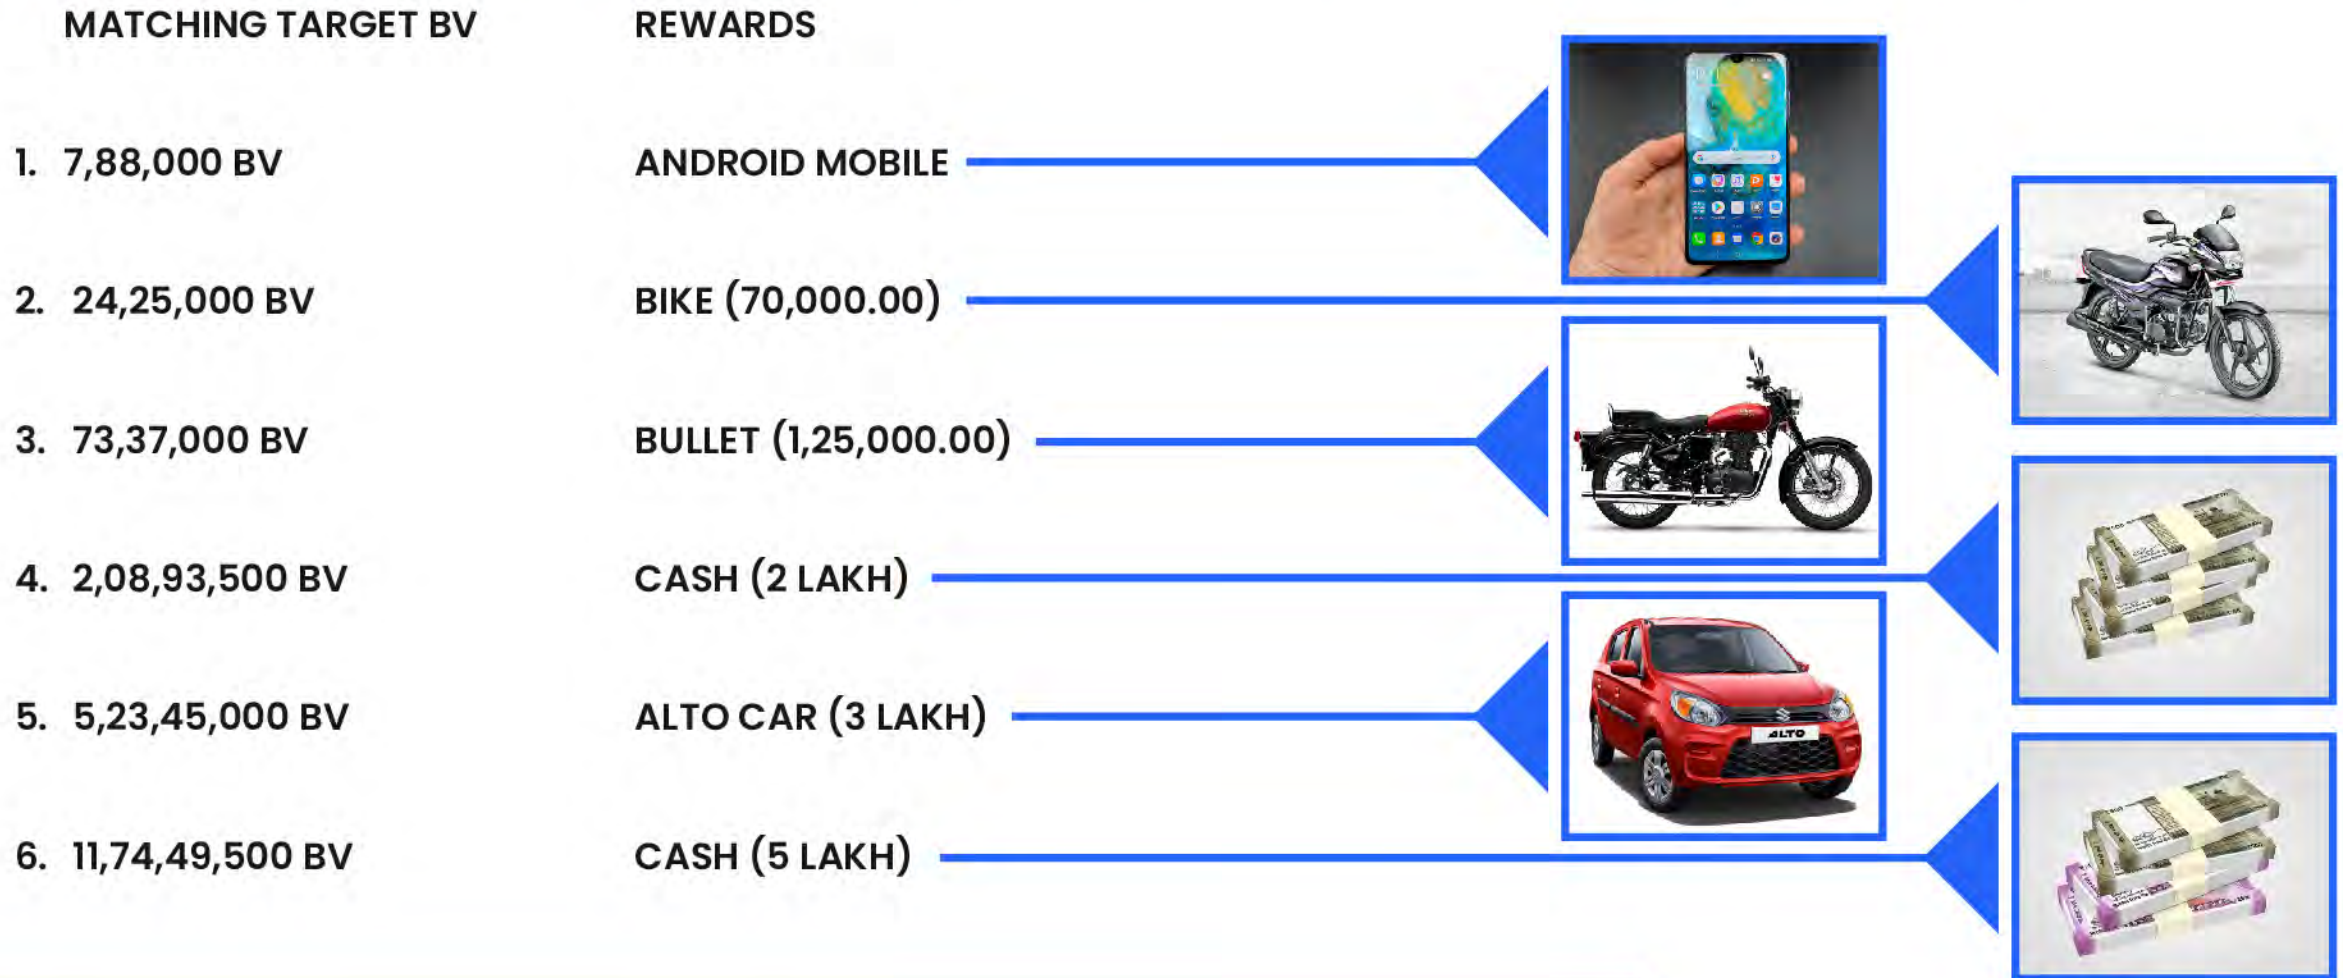 MATCHING TARGET BV REWARDS
1. 7,88,000 BV ANDROID MOBILE
2. 24,25,000 BV BIKE (70,000.00)
3. 73,37,000 BV BULLET (1,25,000.00)
4. 2,08,93,500 BV CASH (2 LAKH)
5. 5,23,45,000 BV ALTO CAR (3 LAKH)
ALTO
6. 11,74,49,500 BV CASH (5 LAKH)